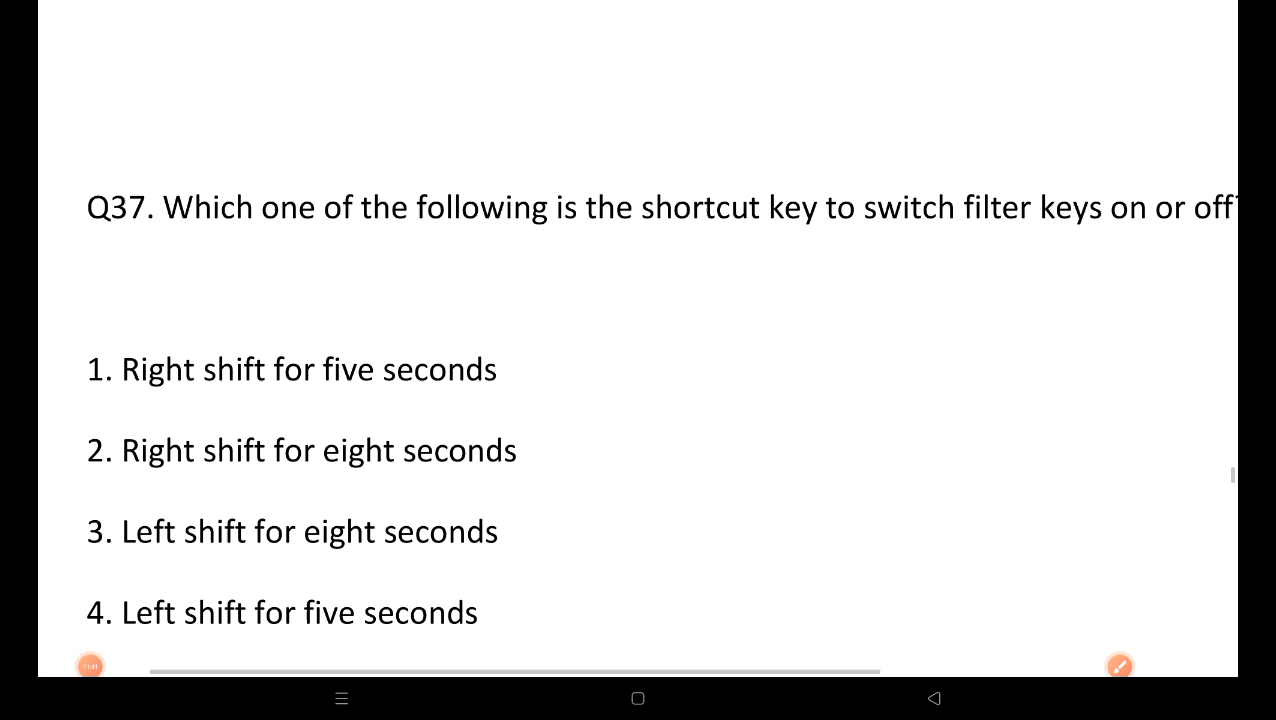 Q37. Which one of the following is the shortcut key to switch filter keys on or off?
1. Right shift for five seconds
2. Right shift for eight seconds
3. Left shift for eight seconds
4. Left shift for five seconds